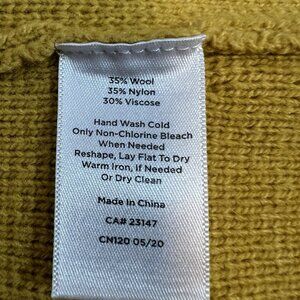 35% Wool
35% Nylon
30% Viscose
Hand Wash Cold
Only Non-Chlorine Bleach
When Needed
Reshape, Lay Flat To Dry
Warm Iron, if Needed
Or Dry Clean
Made in China
CA# 23147
CN120 05/20